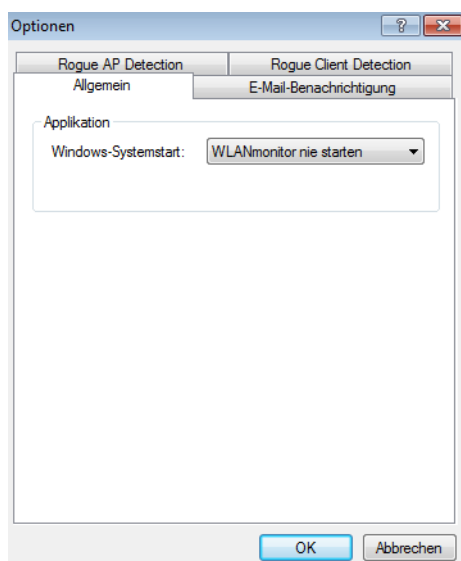 Optionen
Rogue AP Detection
Rogue Client Detection
Allgemein
E-Mail-Benachrichtigung
Applikation
Windows-Systemstart: WLANmonitor nie starten
OK Abbrechen